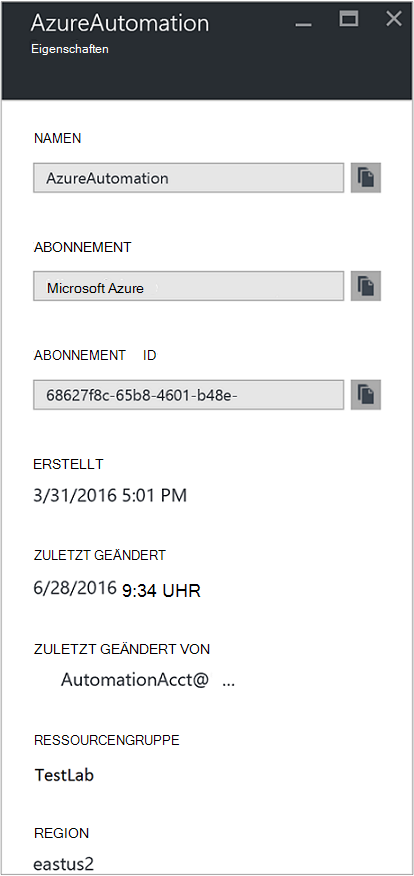 AzureAutomation
Eigenschaften
NAMEN
AzureAutomation
ABONNEMENT
Microsoft Azure
ABONNEMENT ID
68627f8c-65b8-4601-b48e-
ERSTELLT
3/31/2016 5:01 PM
ZULETZT GEÄNDERT
6/28/2016 9:34 UHR
ZULETZT GEÄNDERT VON
AutomationAcct@ ...
RESSOURCENGRUPPE
TestLab
REGION
eastus2